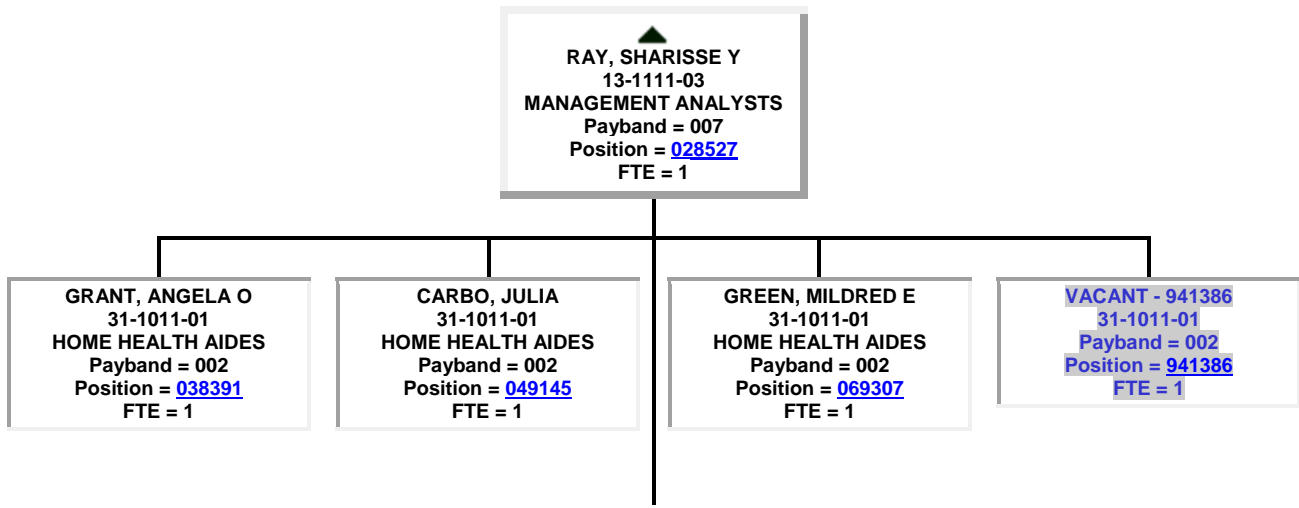 RAY, SHARISSE Y
13-1111-03
MANAGEMENT ANALYSTS
Payband = 007
Position = 028527
FTE = 1
GRANT, ANGELA O
31-1011-01
HOME HEALTH AIDES
Payband = 002
Position = 038391
FTE = 1
CARBO, JULIA
31-1011-01
HOME HEALTH AIDES
Payband = 002
Position = 049145
FTE = 1
GREEN, MILDRED E
31-1011-01
HOME HEALTH AIDES
Payband = 002
Position = 069307
FTE = 1
VACANT - 941386
31-1011-01
Payband = 002
Position = 941386
FTE = 1